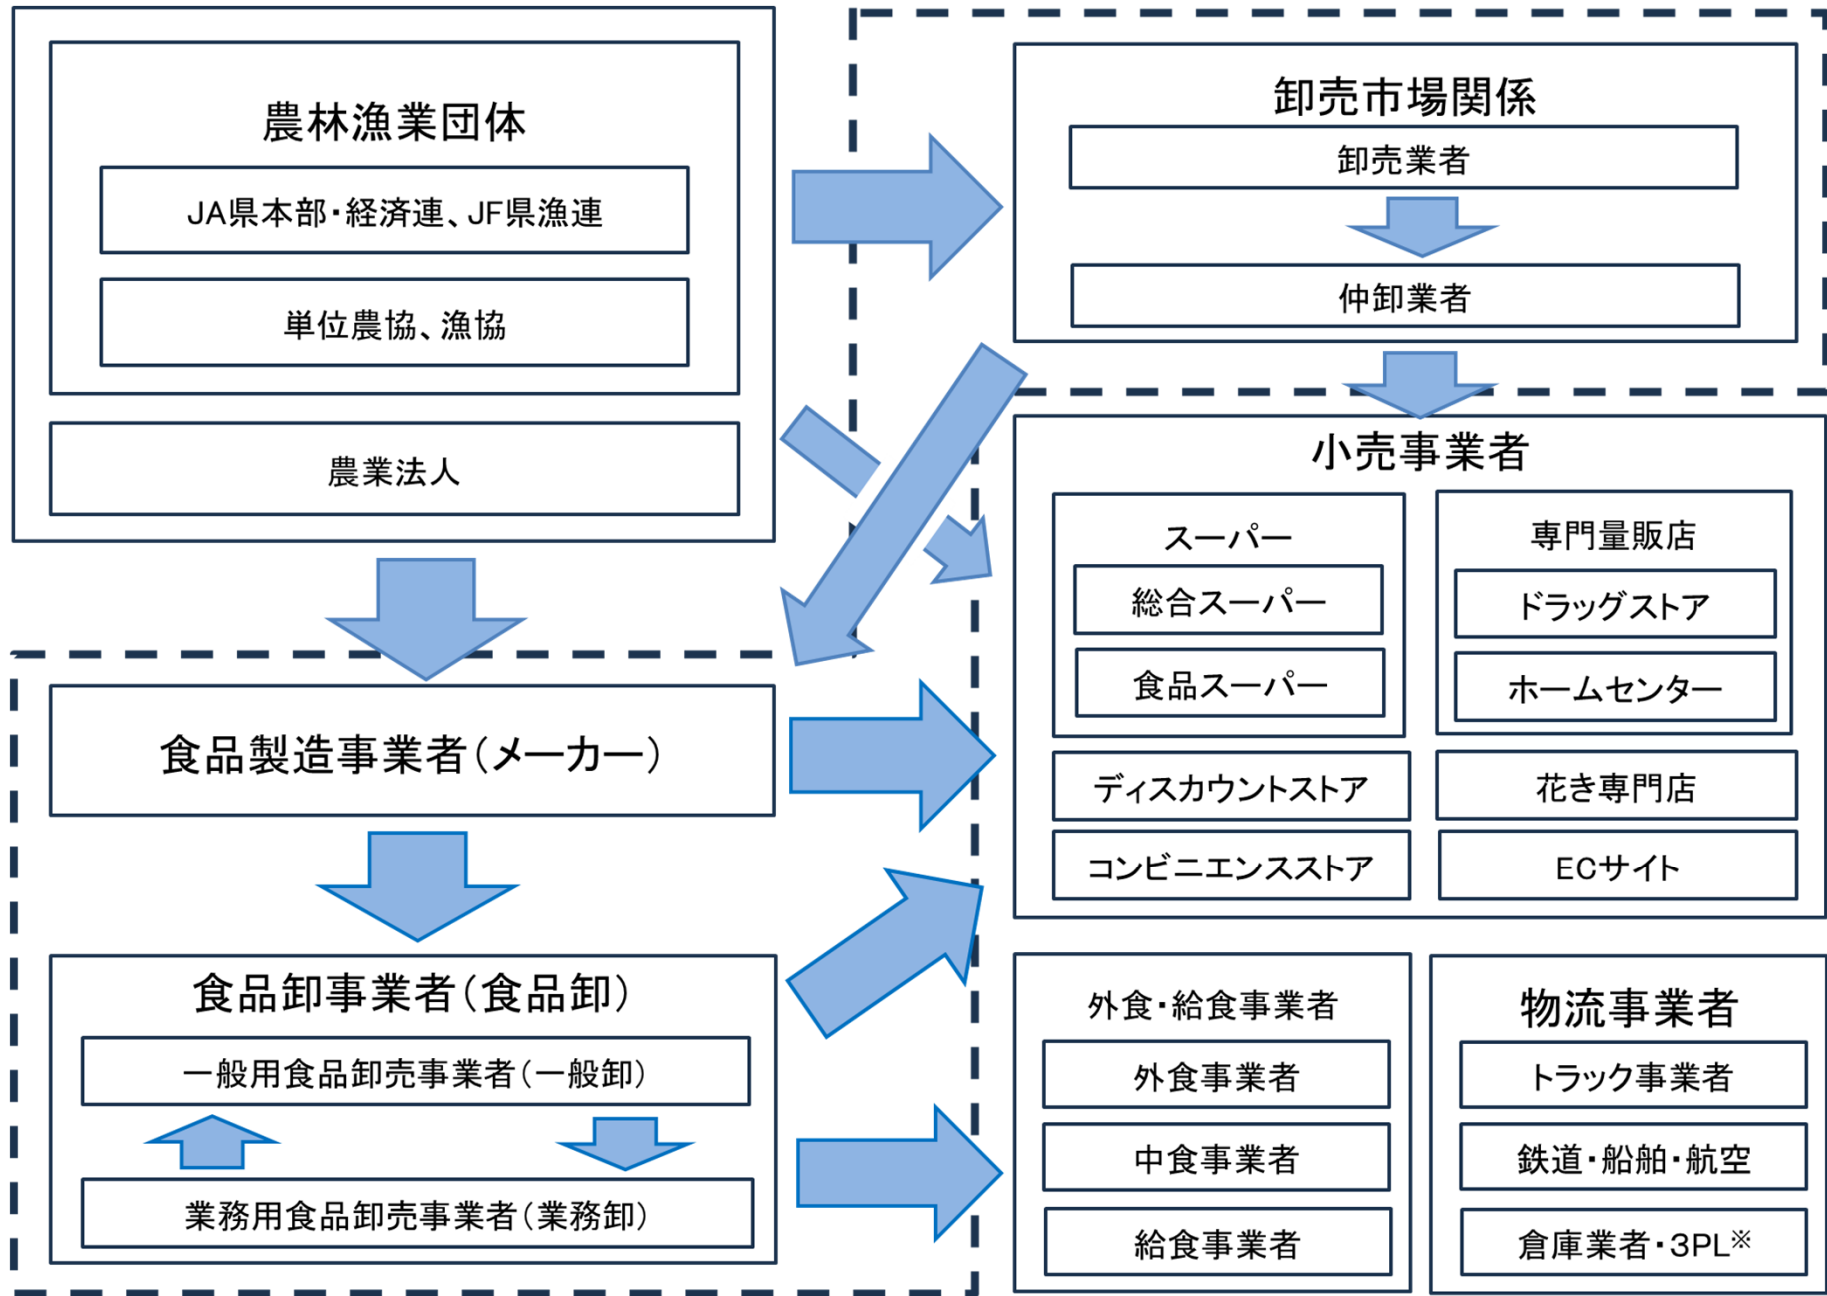 農林漁業団体
JA県本部・経済連、JF県漁連
単位農協、漁協
農業法人
卸売市場関係
卸売業者
仲卸業者
小売事業者
スーパー
総合スーパー
食品スーパー
専門量販店
ドラッグストア
ホームセンター
ディスカウントストア
花き専門店
コンビニエンスストア
ECサイト
食品製造事業者(メーカー)
食品卸事業者(食品卸)
一般用食品卸売事業者(一般卸)
業務用食品卸売事業者(業務卸)
外食・給食事業者
外食事業者
中食事業者
給食事業者
物流事業者
トラック事業者
鉄道・船舶・航空
倉庫業者・3PL※